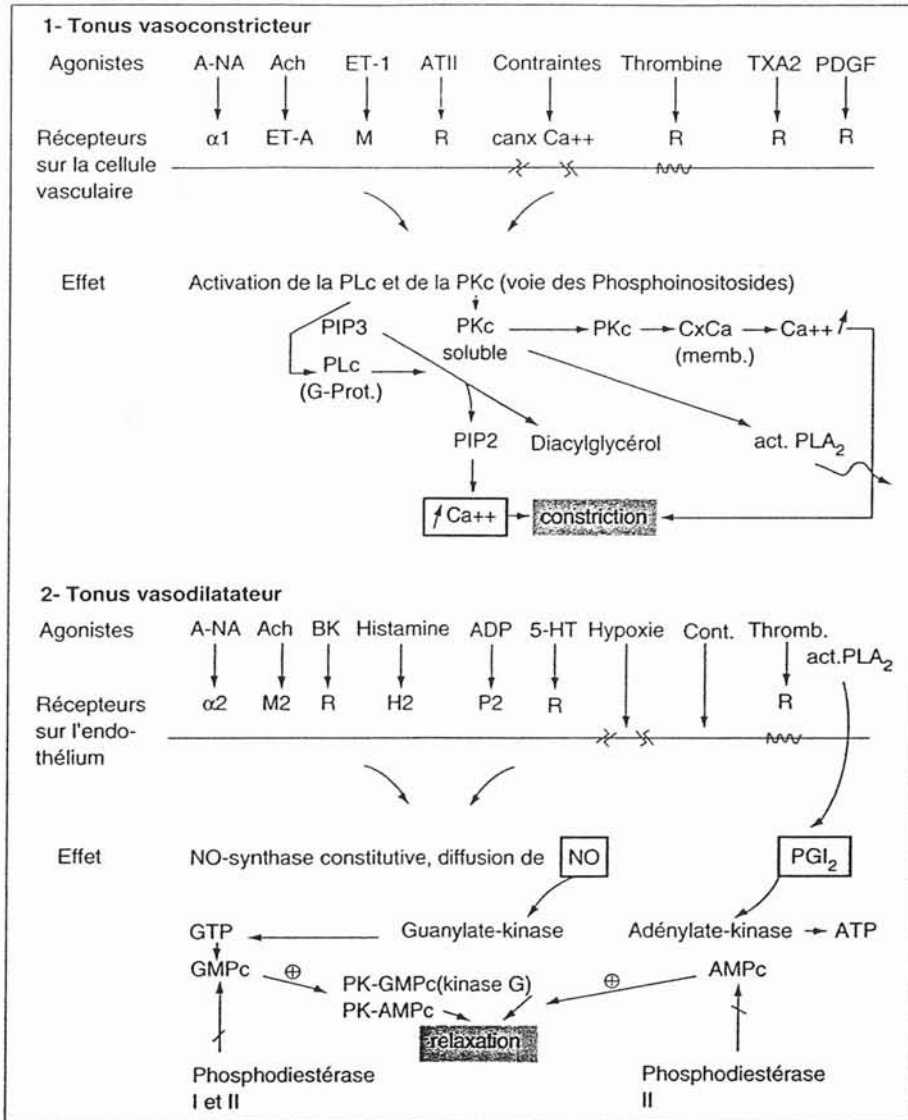 1- Tonus vasoconstricteur
Agonistes A-NA Ach ET-1 ATII Contraintes Thrombine TXA2 PDGF
Récepteurs α1 ET-A M R canx Ca++ R R R
sur la cellule
vasculaire
Effet Activation de la PLc et de la PKc (voie des Phosphoinositosides)
PIP3 PKc PKc CxCa Ca++
soluble (memb.)
PLc
(G-Prot.)
PIP2 Diacylglycérol act. PLA2
Ca++ constriction
2- Tonus vasodilatateur
Agonistes A-NA Ach BK Histamine ADP 5-HT Hypoxie Cont. Thromb.
act.PLA2
Récepteurs α2 M2 R H2 P2 R R
sur l'endo-
thélium
Effet NO-synthase constitutive, diffusion de NO PGI2
GTP Guanylate-kinase Adénylate-kinase ATP
GMPc ⊕ PK-GMPc(kinase G) ⊕ AMPc
PK-AMPc
relaxation
Phosphodiestérase Phosphodiestérase
I et II II